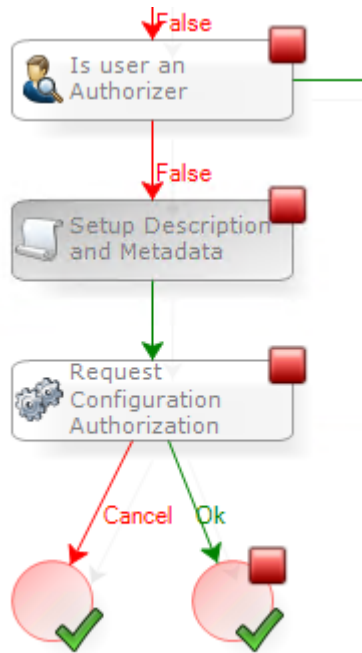 False
Is user an
Authorizer
False
Setup Description
and Metadata
Request
Configuration
Authorization
Cancel
Ok